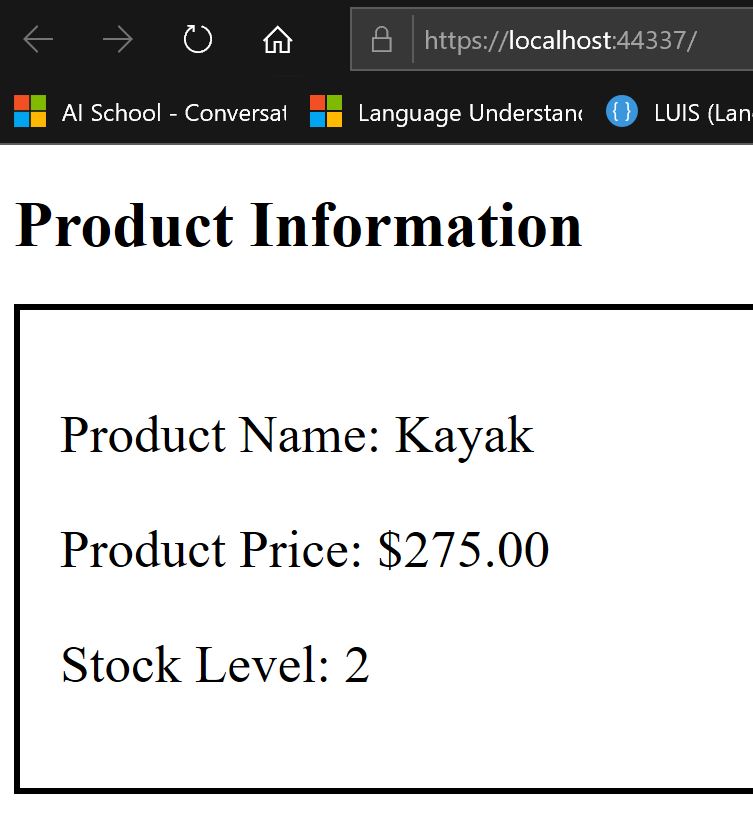 https://localhost:44337/
AI School - Conversat Language Understand { } LUIS (Lan
Product Information
Product Name: Kayak
Product Price: $275.00
Stock Level: 2